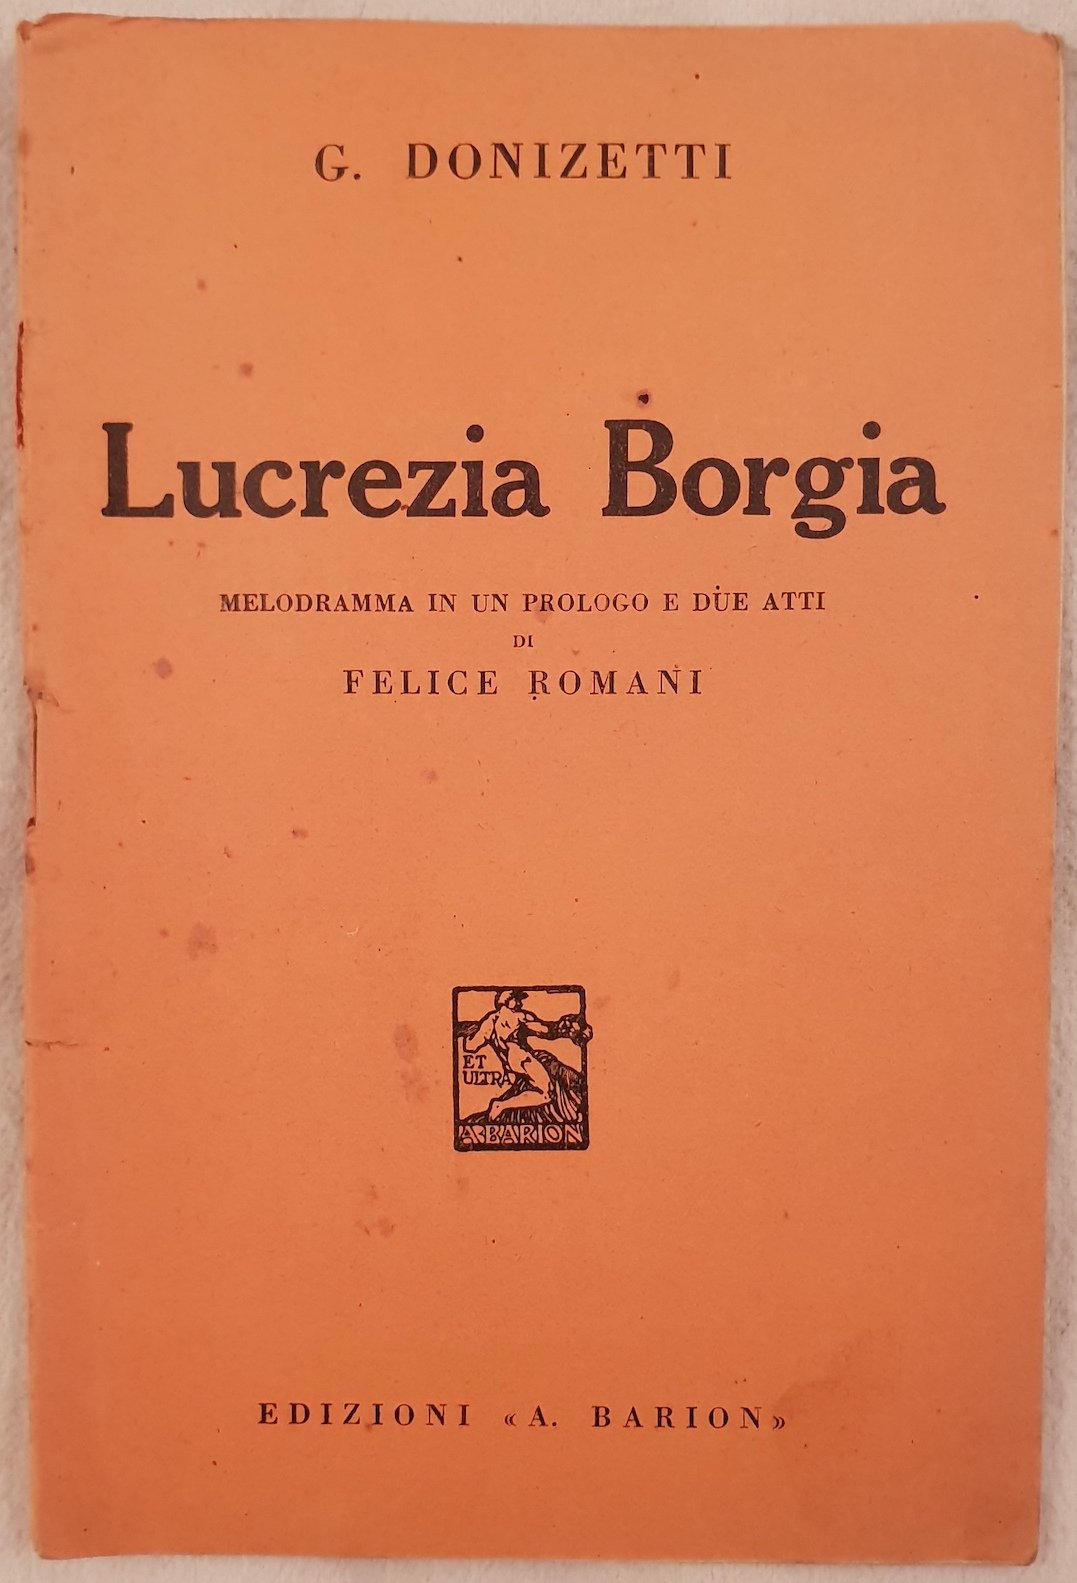 G. DONIZETTI
Lucrezia Borgia
MELODRAMMA IN UN PROLOGO E DUE ATTI
DI
FELICE ROMANI
ET
ULTRA
A·BARION
EDIZIONI « A. BARION »